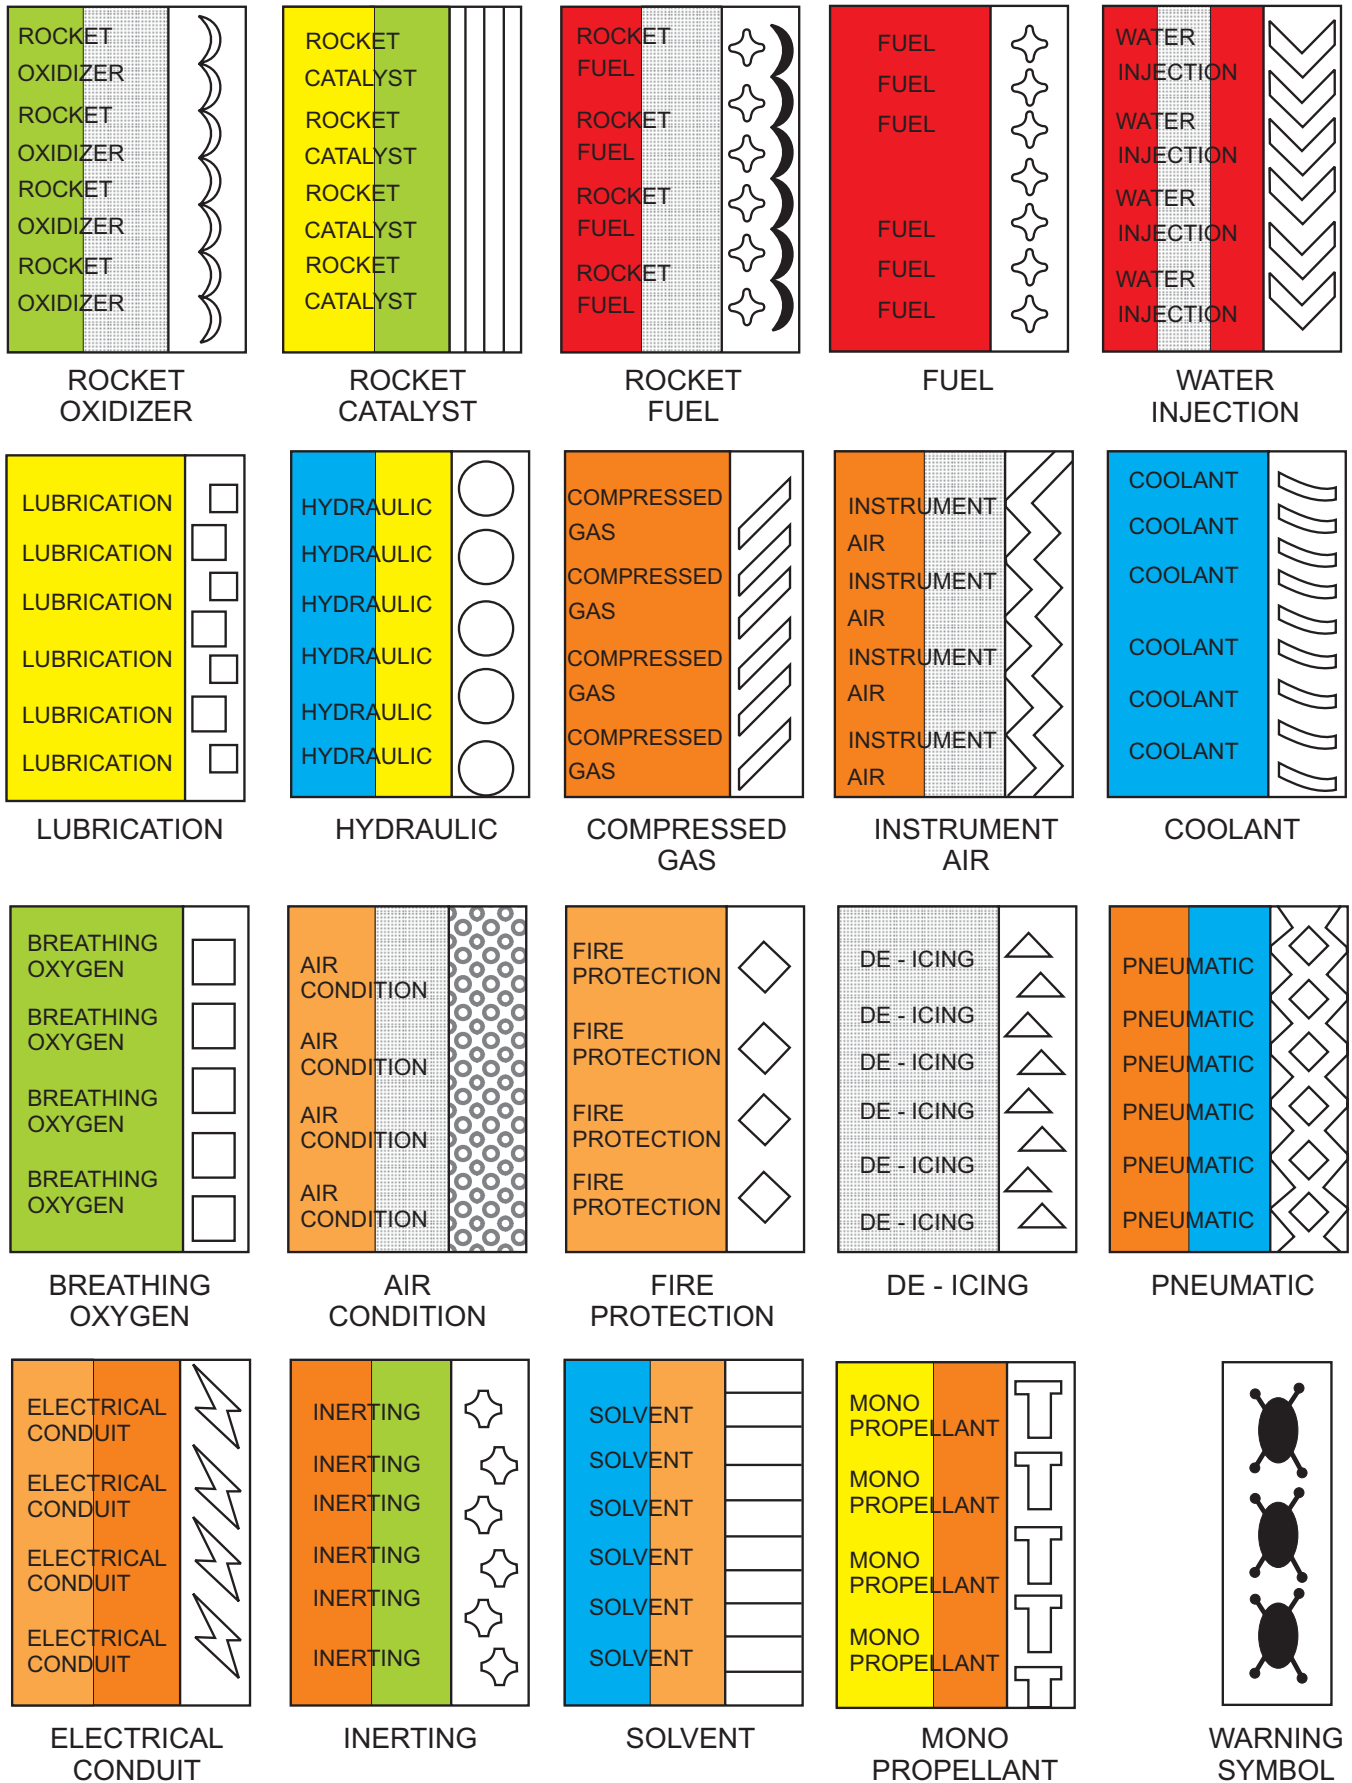 ROCKET
OXIDIZER
ROCKET
OXIDIZER
ROCKET
OXIDIZER
ROCKET
OXIDIZER
ROCKET
OXIDIZER
ROCKET
CATALYST
ROCKET
CATALYST
ROCKET
CATALYST
ROCKET
CATALYST
ROCKET
CATALYST
ROCKET
FUEL
ROCKET
FUEL
ROCKET
FUEL
ROCKET
FUEL
ROCKET
FUEL
FUEL
FUEL
FUEL
FUEL
FUEL
FUEL
FUEL
WATER
INJECTION
WATER
INJECTION
WATER
INJECTION
WATER
INJECTION
WATER
INJECTION
LUBRICATION
LUBRICATION
LUBRICATION
LUBRICATION
LUBRICATION
LUBRICATION
LUBRICATION
HYDRAULIC
HYDRAULIC
HYDRAULIC
HYDRAULIC
HYDRAULIC
HYDRAULIC
HYDRAULIC
COMPRESSED
GAS
COMPRESSED
GAS
COMPRESSED
GAS
COMPRESSED
GAS
COMPRESSED
GAS
INSTRUMENT
AIR
INSTRUMENT
AIR
INSTRUMENT
AIR
INSTRUMENT
AIR
INSTRUMENT
AIR
COOLANT
COOLANT
COOLANT
COOLANT
COOLANT
COOLANT
COOLANT
BREATHING
OXYGEN
BREATHING
OXYGEN
BREATHING
OXYGEN
BREATHING
OXYGEN
BREATHING
OXYGEN
AIR
CONDITION
AIR
CONDITION
AIR
CONDITION
AIR
CONDITION
AIR
CONDITION
FIRE
PROTECTION
FIRE
PROTECTION
FIRE
PROTECTION
FIRE
PROTECTION
FIRE
PROTECTION
DE - ICING
DE - ICING
DE - ICING
DE - ICING
DE - ICING
DE - ICING
DE - ICING
PNEUMATIC
PNEUMATIC
PNEUMATIC
PNEUMATIC
PNEUMATIC
PNEUMATIC
PNEUMATIC
ELECTRICAL
CONDUIT
ELECTRICAL
CONDUIT
ELECTRICAL
CONDUIT
ELECTRICAL
CONDUIT
ELECTRICAL
CONDUIT
INERTING
INERTING
INERTING
INERTING
INERTING
INERTING
INERTING
SOLVENT
SOLVENT
SOLVENT
SOLVENT
SOLVENT
SOLVENT
SOLVENT
MONO
PROPELLANT
MONO
PROPELLANT
MONO
PROPELLANT
MONO
PROPELLANT
MONO
PROPELLANT
WARNING
SYMBOL